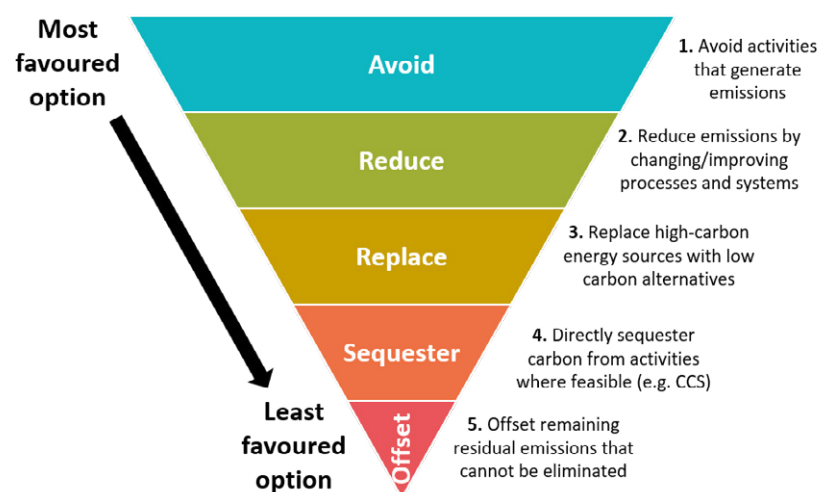 Most
favoured
option
Avoid
1. Avoid activities
that generate
emissions
Reduce
2. Reduce emissions by
changing/improving
processes and systems
Replace
3. Replace high-carbon
energy sources with low
carbon alternatives
Sequester
4. Directly sequester
carbon from activities
where feasible (e.g. CCS)
Least
favoured
option
Offset
5. Offset remaining
residual emissions that
cannot be eliminated